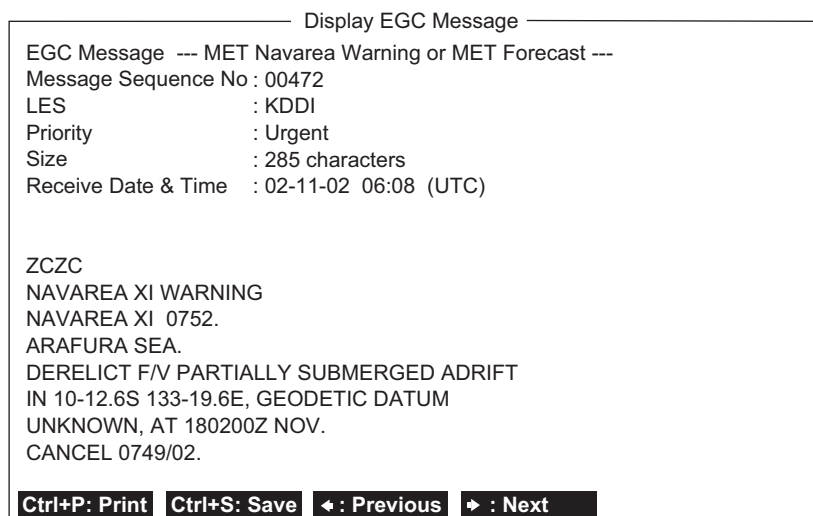 Display EGC Message
EGC Message --- MET Navarea Warning or MET Forecast ---
Message Sequence No : 00472
LES : KDDI
Priority : Urgent
Size : 285 characters
Receive Date & Time : 02-11-02 06:08 (UTC)
ZCZC
NAVAREA XI WARNING
NAVAREA XI 0752.
ARAFURA SEA.
DERELICT F/V PARTIALLY SUBMERGED ADRIFT
IN 10-12.6S 133-19.6E, GEODETIC DATUM
UNKNOWN, AT 180200Z NOV.
CANCEL 0749/02.
Ctrl+P: Print Ctrl+S: Save ← : Previous → : Next